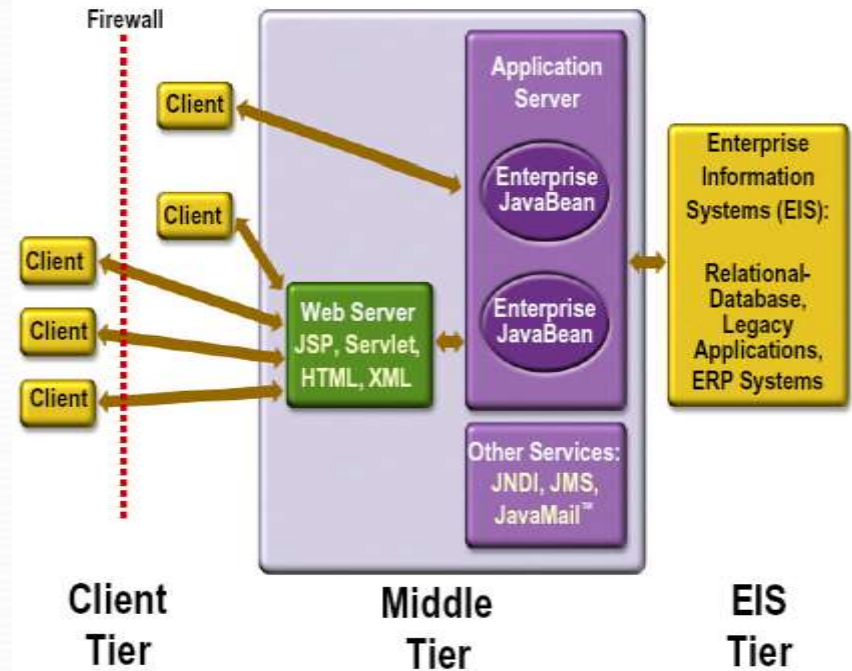 Firewall
Client
Client
Client
Client
Client
Web Server
JSP, Servlet,
HTML, XML
Application
Server
Enterprise
JavaBean
Enterprise
JavaBean
Other Services:
JNDI, JMS,
JavaMail™
Enterprise
Information
Systems (EIS):
Relational-
Database,
Legacy
Applications,
ERP Systems
Client
Tier
Middle
Tier
EIS
Tier